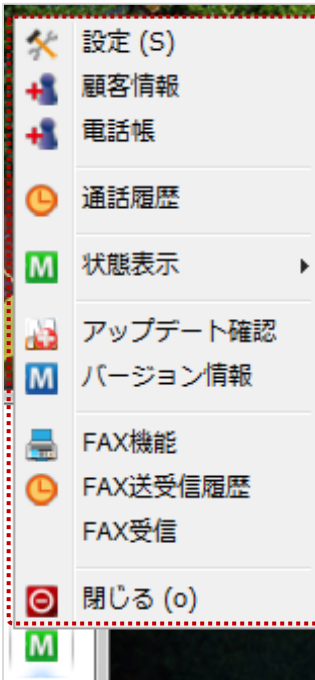 設定 (S)
顧客情報
電話帳
通話履歴
M 状態表示
アップデート確認
M バージョン情報
FAX機能
FAX送受信履歴
FAX受信
閉じる (o)
M